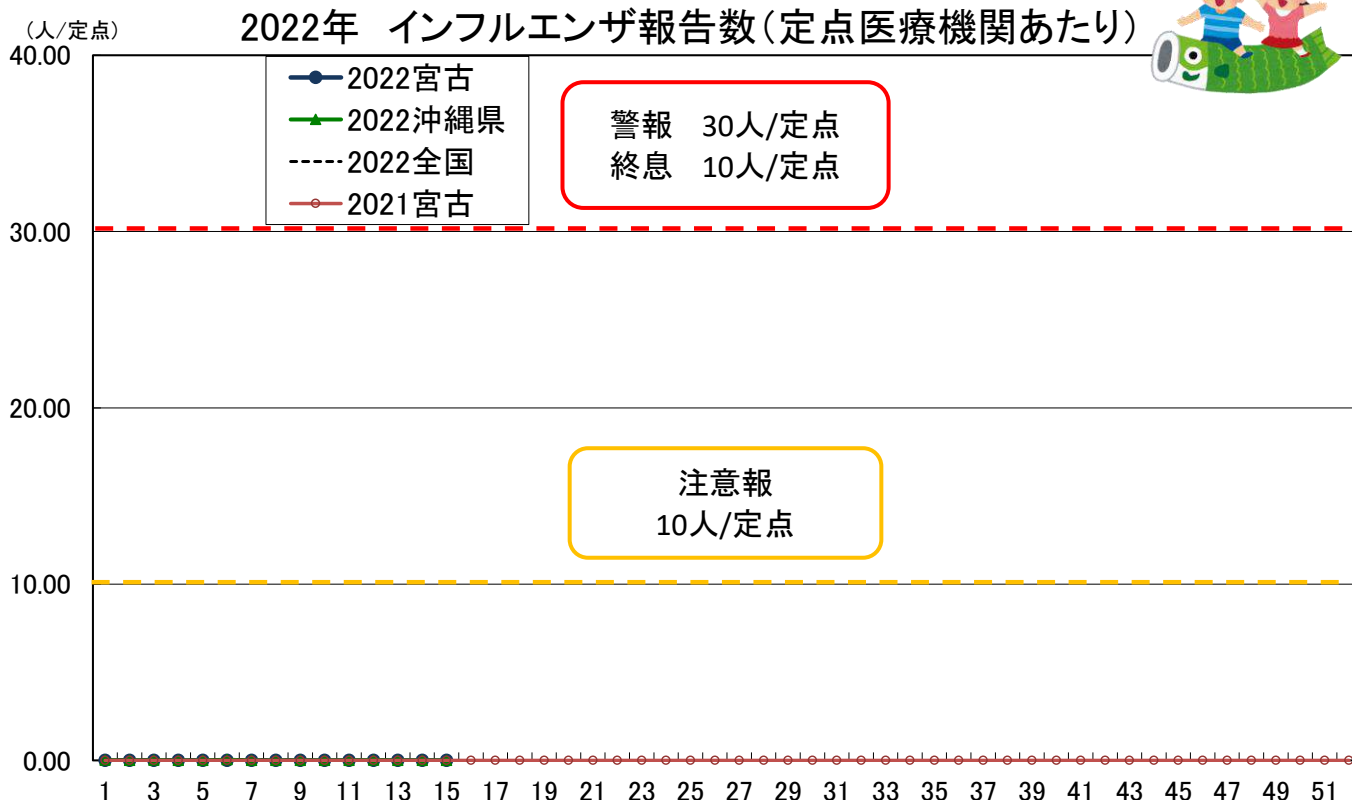 2022年　インフルエンザ報告数（定点医療機関あたり）
（人/定点）
40.00
30.00
20.00
10.00
0.00
2022宮古
2022沖縄県
2022全国
2021宮古
警報　30人/定点
終息　10人/定点
注意報
10人/定点
1 3 5 7 9 11 13 15 17 19 21 23 25 27 29 31 33 35 37 39 41 43 45 47 49 51